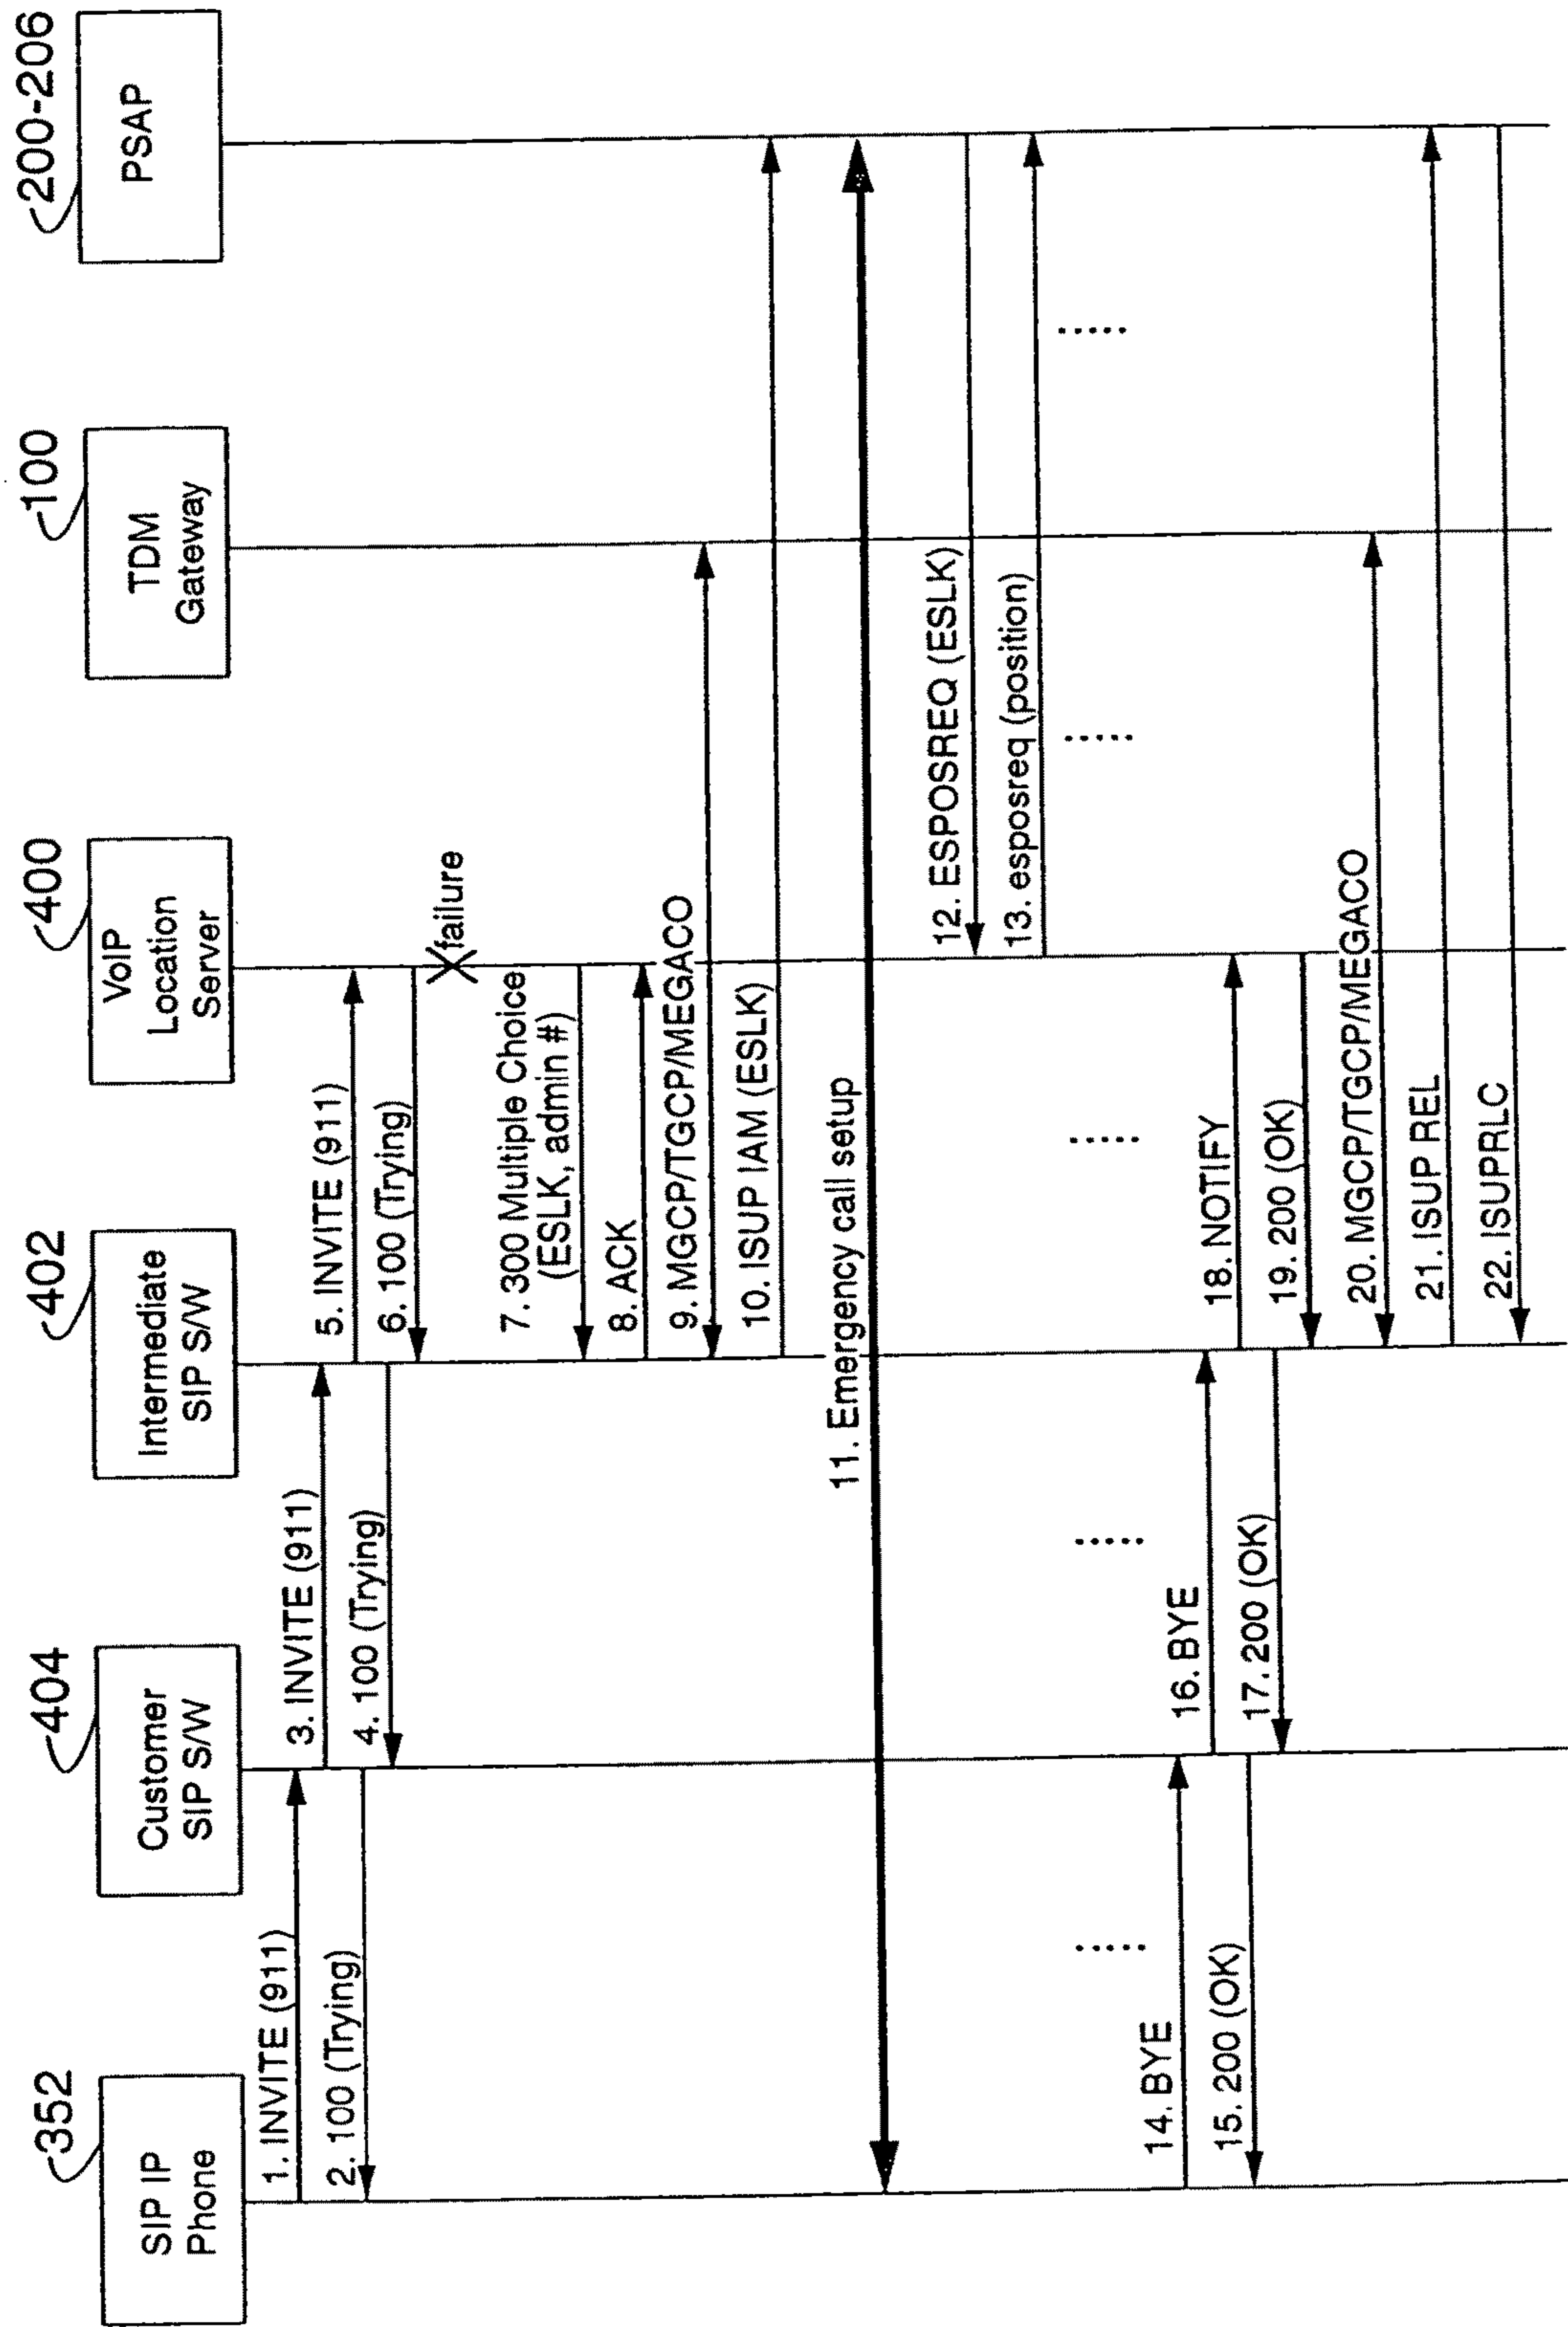 352
SIP IP
Phone
404
Customer
SIP S/W
402
Intermediate
SIP S/W
400
VoIP
Location
Server
100
TDM
Gateway
200-206
PSAP
1. INVITE (911)
2. 100 (Trying)
3. INVITE (911)
4. 100 (Trying)
5. INVITE (911)
6. 100 (Trying)
failure
7. 300 Multiple Choice
(ESLK, admin #)
8. ACK
9. MGCP/TGCP/MEGACO
10. ISUP IAM (ESLK)
11. Emergency call setup
12. ESPOSREQ (ESLK)
13. esposreq (position)
.....
.....
.....
.....
.....
14. BYE
15. 200 (OK)
16. BYE
17. 200 (OK)
18. NOTIFY
19. 200 (OK)
20. MGCP/TGCP/MEGACO
21. ISUP REL
22. ISUPRLC